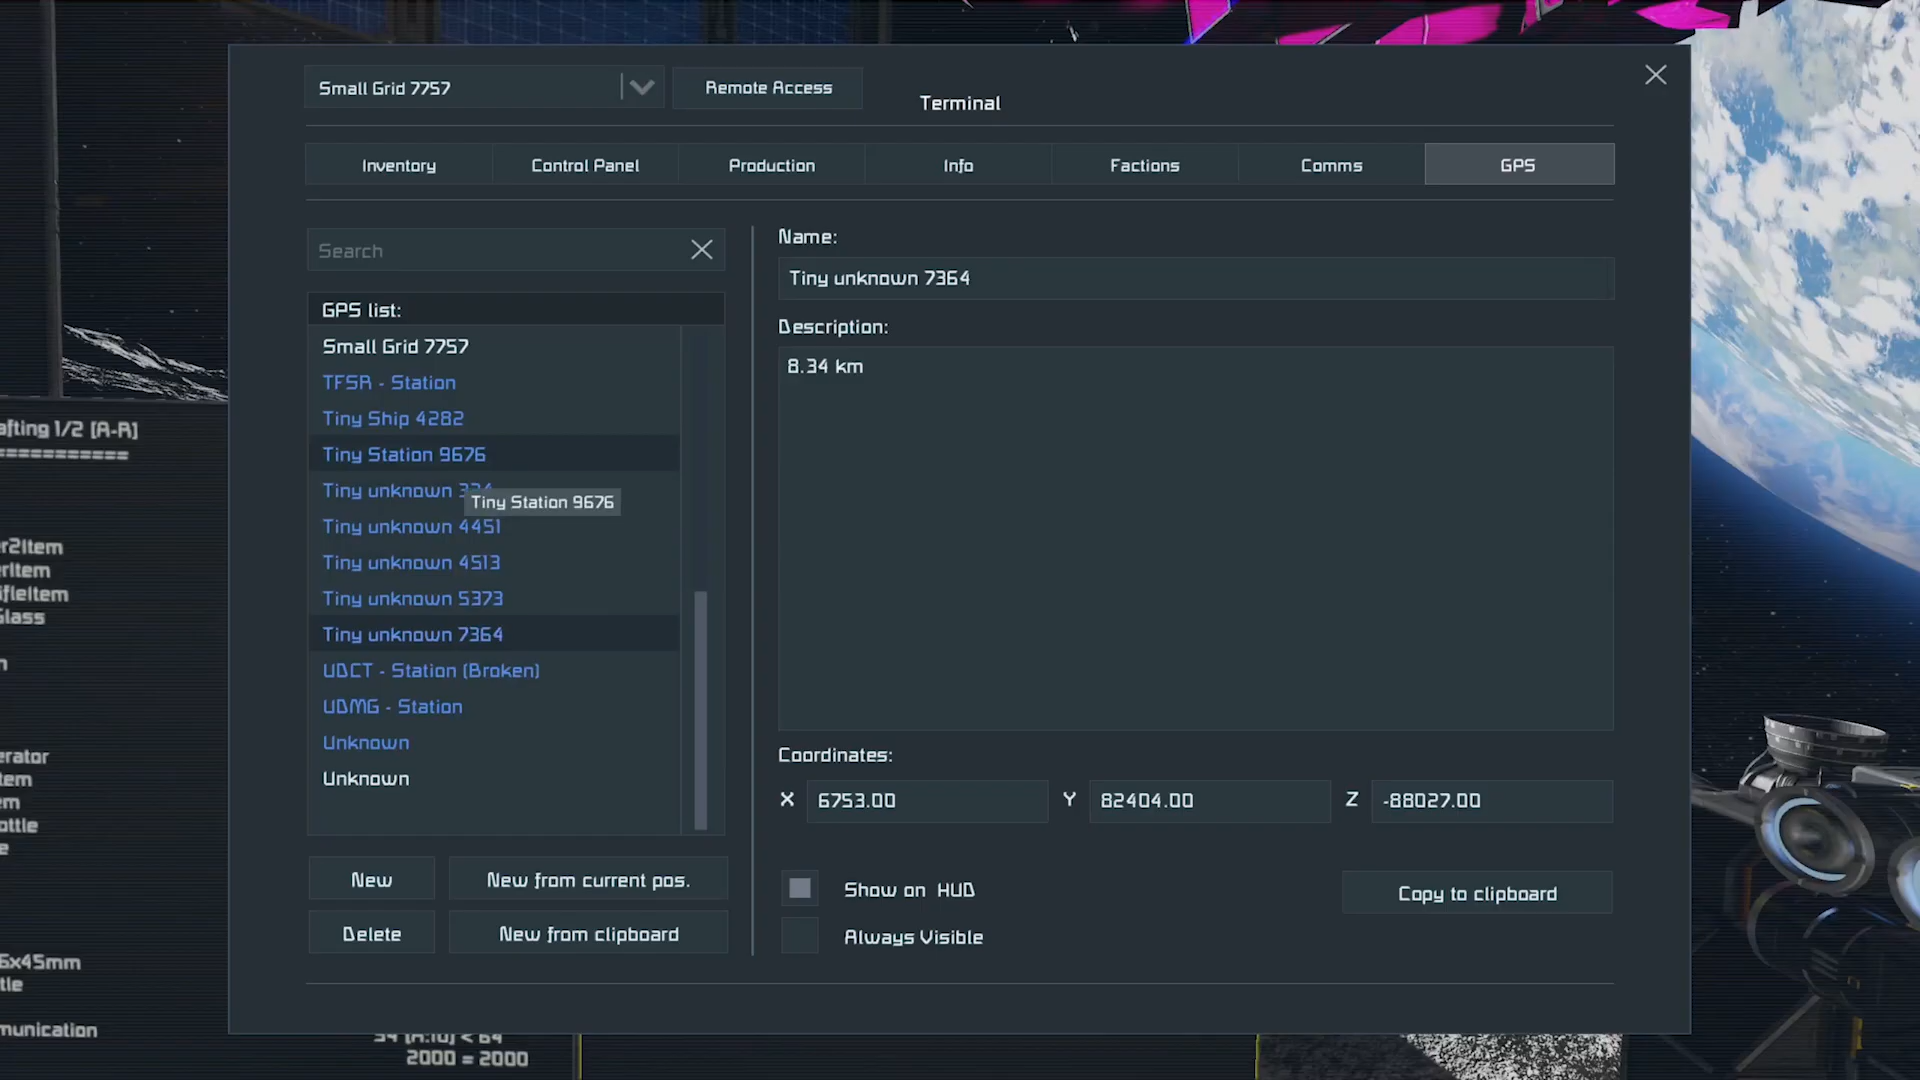 Small Grid 7757
Remote Access
Terminal
Inventory
Control Panel
Production
Info
Factions
Comms
GPS
Search
GPS list:
Small Grid 7757
TFSR - Station
Tiny Ship 4282
Tiny Station 9676
Tiny unknown
Tiny Station 9676
Tiny unknown 4451
Tiny unknown 4513
Tiny unknown 5373
Tiny unknown 7364
UDCT - Station (Broken)
UDMG - Station
Unknown
Unknown
New
New from current pos.
Delete
New from clipboard
Name:
Tiny unknown 7364
Description:
8.34 km
Coordinates:
X 6753.00 Y 82404.00 Z -88027.00
Show on HUD
Always Visible
Copy to clipboard
afting 1/2 [A-R]
===========
r2Item
rItem
ifleItem
Glass
n
erator
tem
m
ottle
e
6x45mm
tle
munication
2000 = 2000